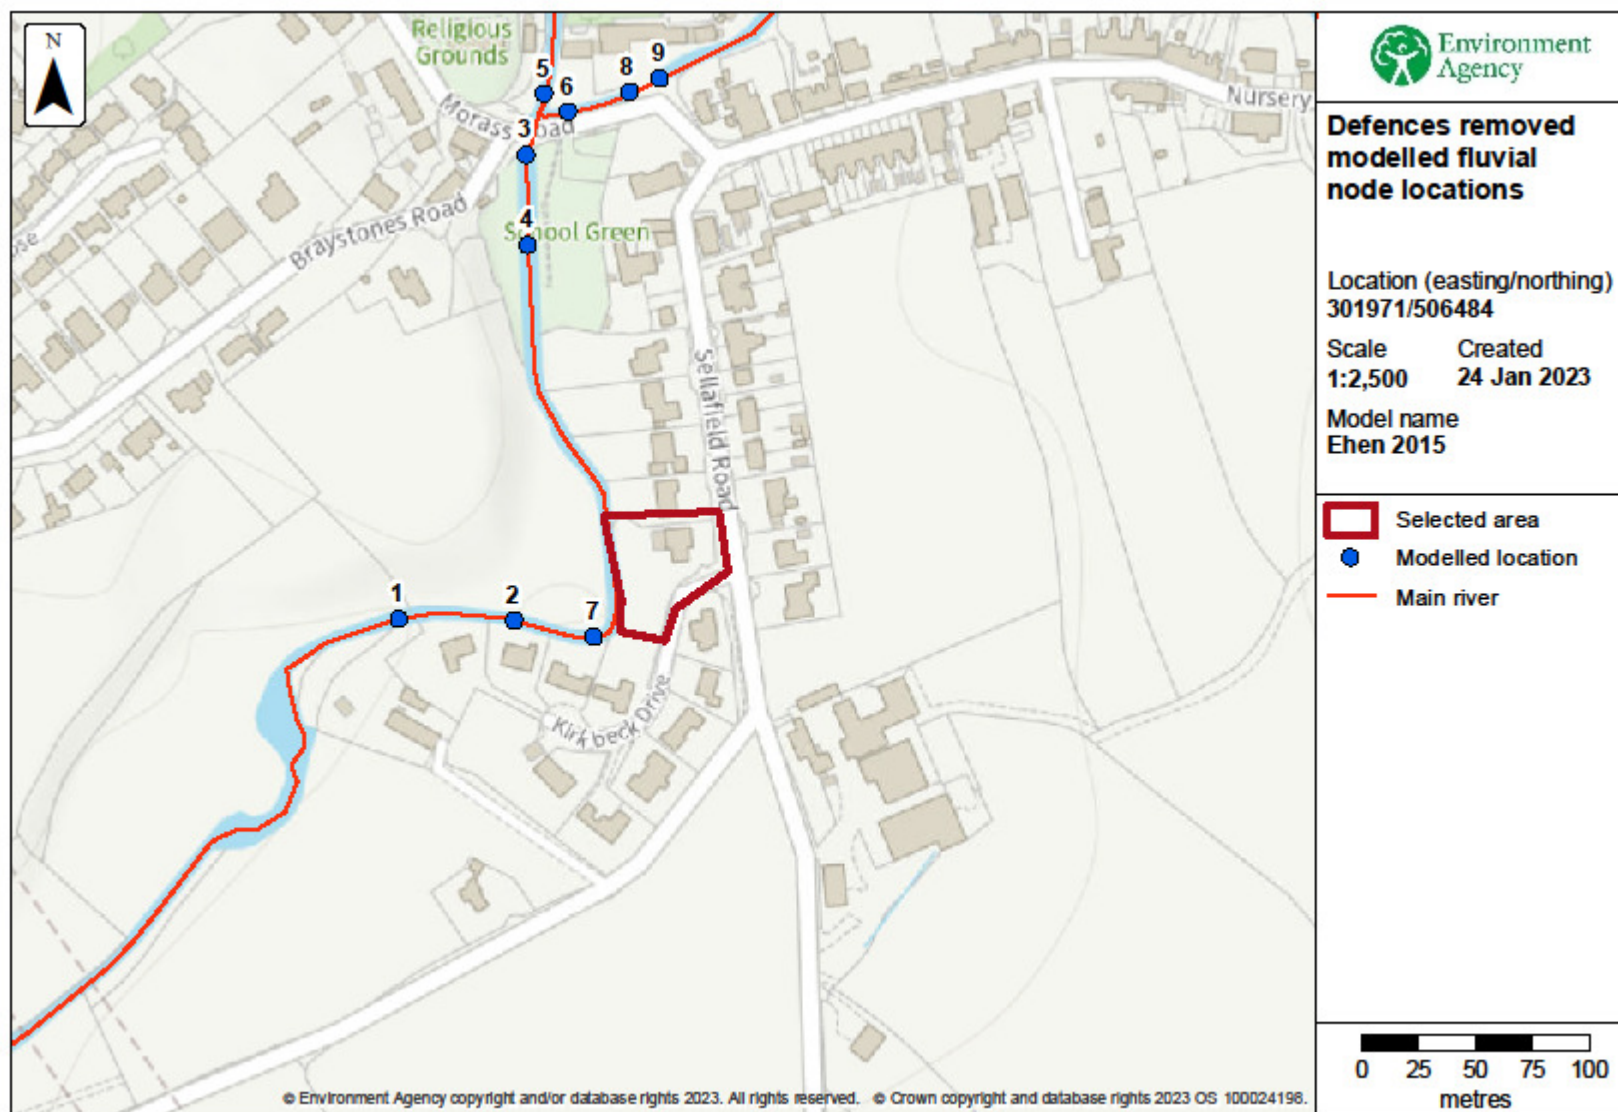 N
Religious
Grounds
5
6
8
9
Morass Road
3
Nursery
4
School Green
Braystones Road
ose
Sellafield Road
1
2
7
Kirkbeck Drive
© Environment Agency copyright and/or database rights 2023. All rights reserved. © Crown copyright and database rights 2023 OS 100024198.
Environment
Agency
Defences removed
modelled fluvial
node locations
Location (easting/northing)
301971/506484
Scale Created
1:2,500 24 Jan 2023
Model name
Ehen 2015
Selected area
Modelled location
Main river
0 25 50 75 100
metres